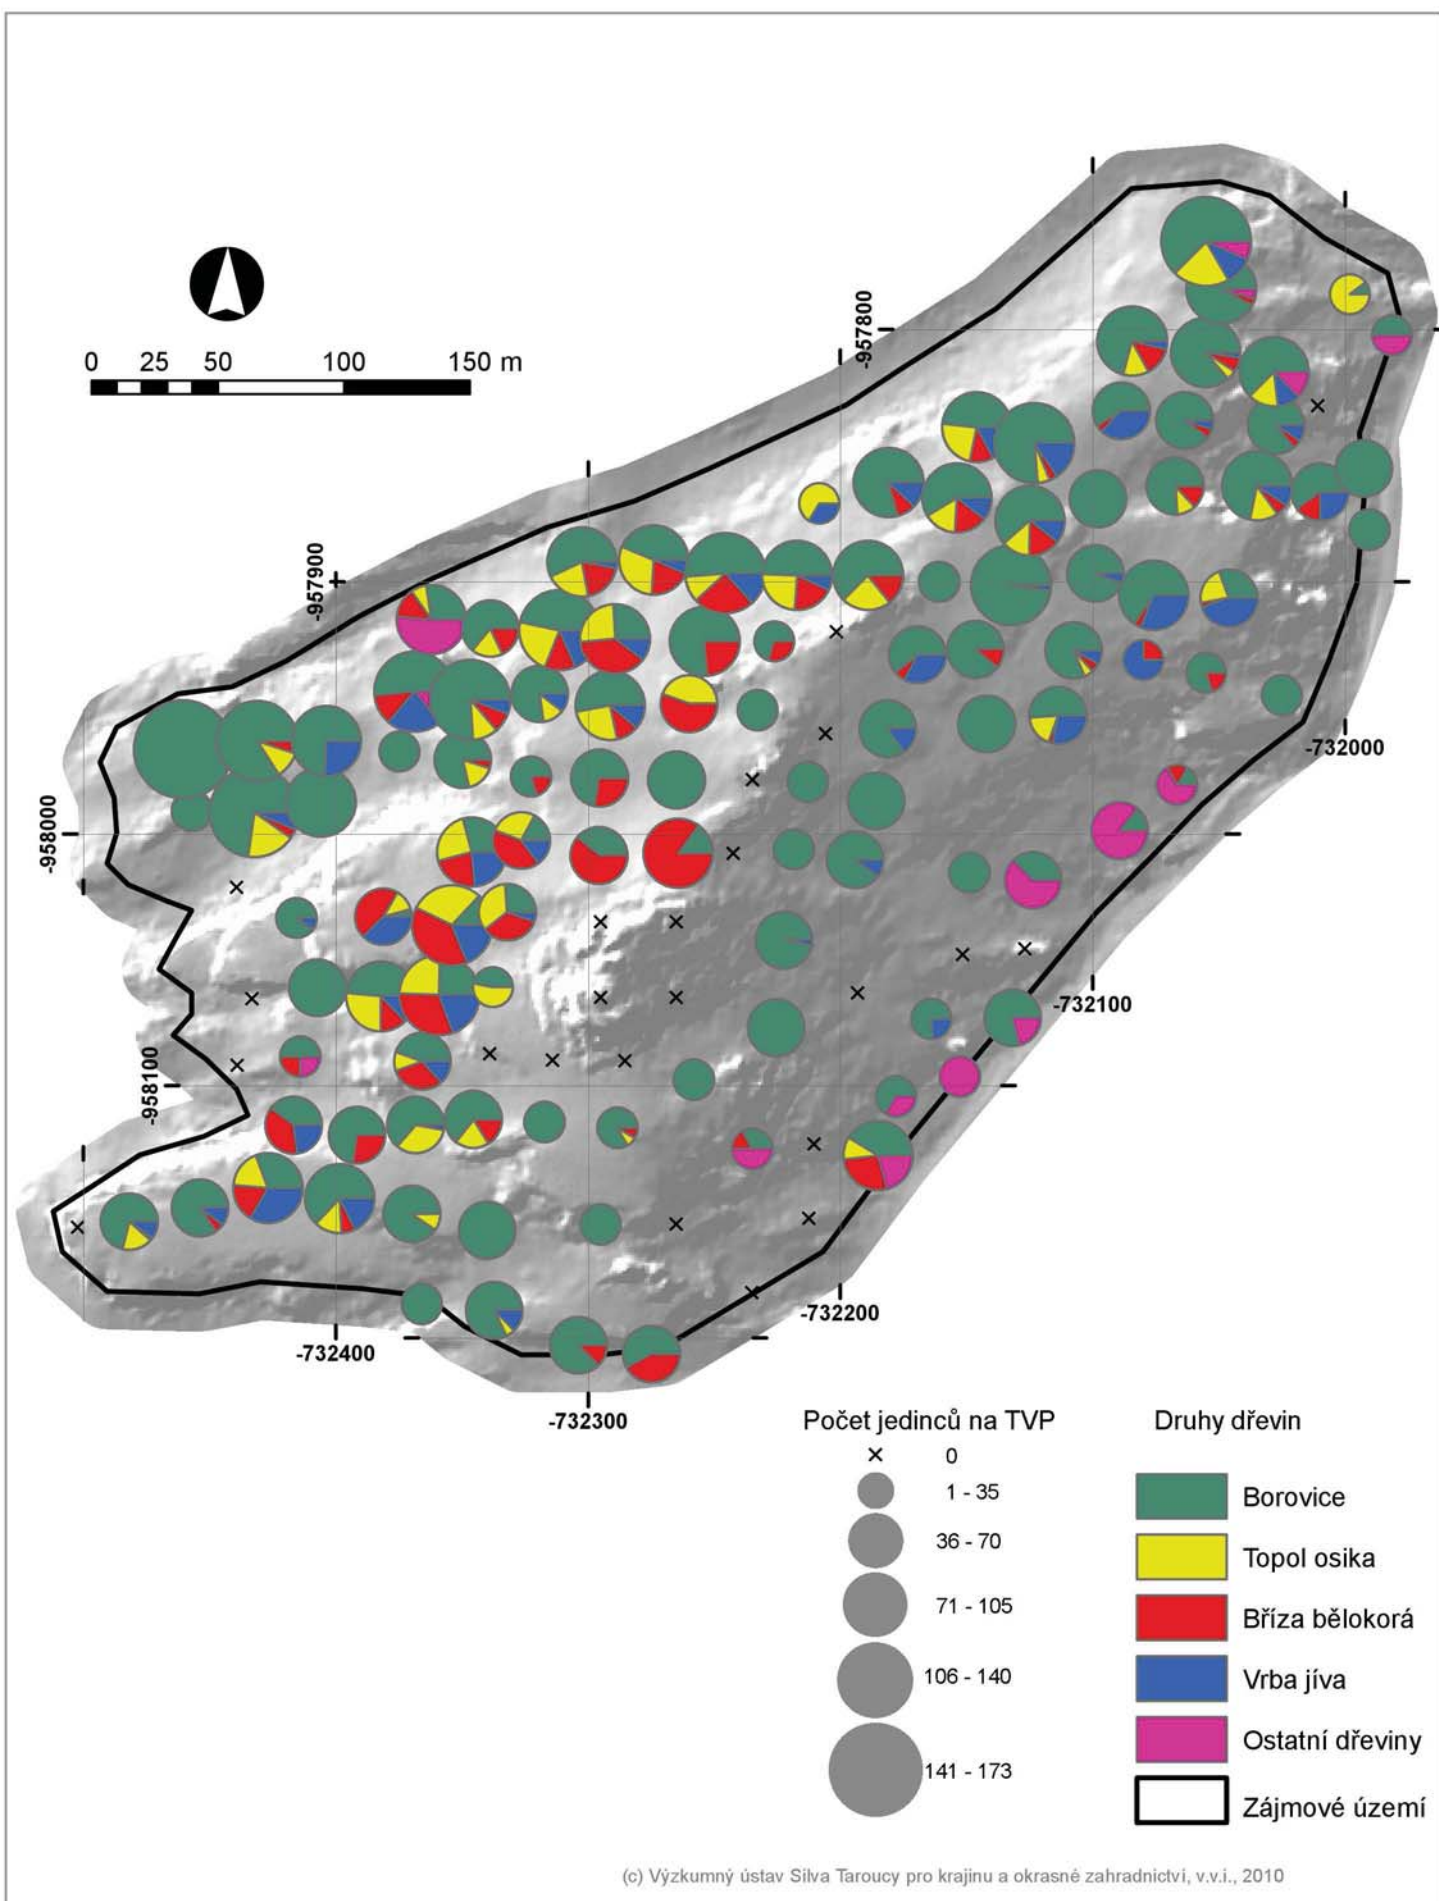 0 25 50 100 150 m
-957800
-957900
-958000
-958100
-732000
-732100
-732200
-732300
-732400
Počet jedinců na TVP
0
1 - 35
36 - 70
71 - 105
106 - 140
141 - 173
Druhy dřevin
Borovice
Topol osika
Bříza bělokorá
Vrba jíva
Ostatní dřeviny
Zájmové území
(c) Výzkumný ústav Silva Taroucy pro krajinu a okrasné zahradnictví, v.v.i., 2010